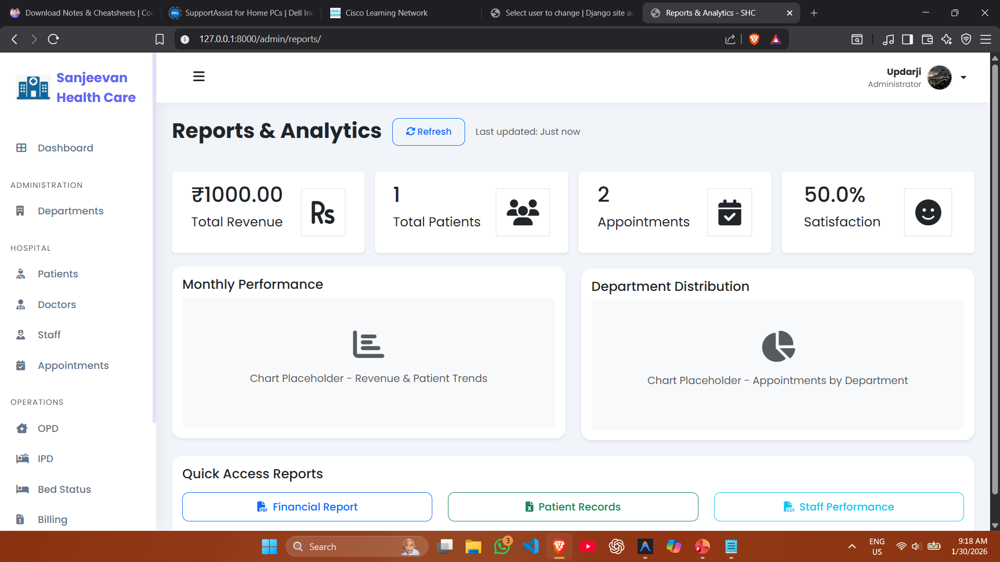 Download Notes & Cheatsheets | Co
SupportAssist for Home PCs | Dell In
Cisco Learning Network
Select user to change | Django site a
Reports & Analytics - SHC
127.0.0.1:8000/admin/reports/
Sanjeevan
Health Care
Updarji
Administrator
Dashboard
ADMINISTRATION
Departments
HOSPITAL
Patients
Doctors
Staff
Appointments
OPERATIONS
OPD
IPD
Bed Status
Billing
Reports & Analytics
Refresh
Last updated: Just now
₹1000.00
Total Revenue
Rs
1
Total Patients
2
Appointments
50.0%
Satisfaction
Monthly Performance
Chart Placeholder - Revenue & Patient Trends
Department Distribution
Chart Placeholder - Appointments by Department
Quick Access Reports
PDF
Financial Report
X
Patient Records
CSV
Staff Performance
Search
3
ENG
US
9:18 AM
1/30/2026